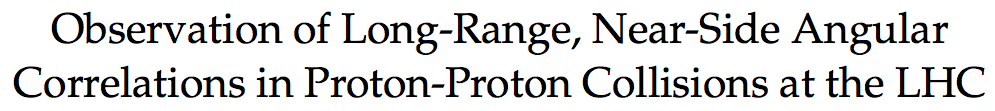 Observation of Long-Range, Near-Side Angular
Correlations in Proton-Proton Collisions at the LHC